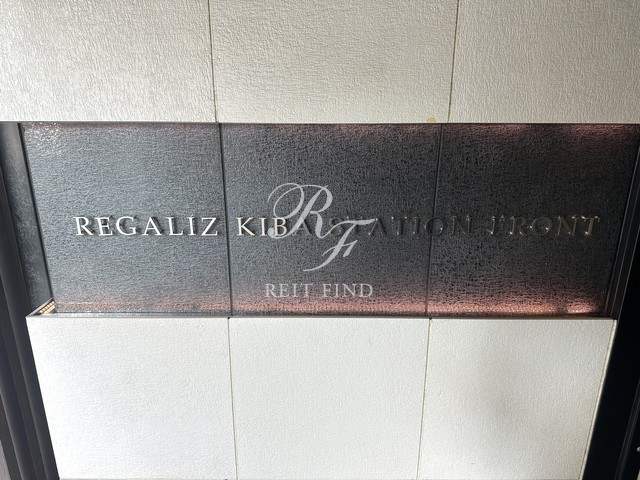 REGALIZ KIBA STATION FRONT
RF
REIT FIND